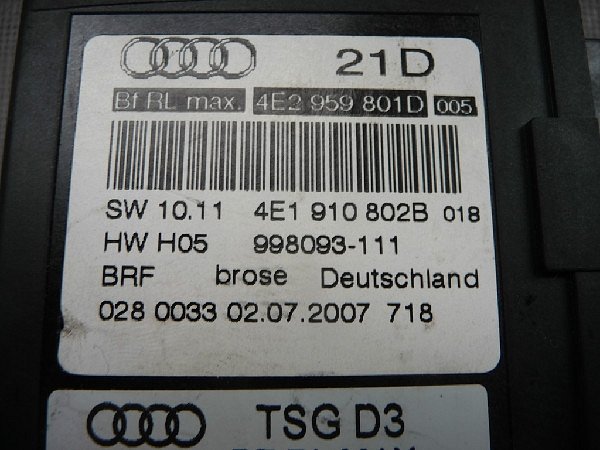 21D
Bf RL max. 4E2 959 801D 005
SW 10.11 4E1 910 802B 018
HW H05 998093-111
BRF brose Deutschland
028 0033 02.07.2007 718
TSG D3